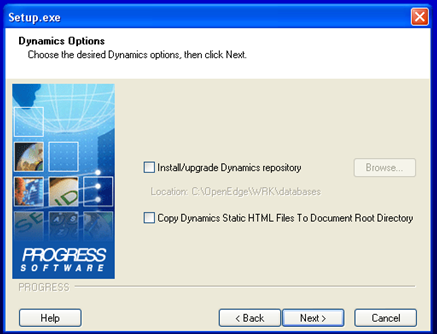 Setup.exe
Dynamics Options
Choose the desired Dynamics options, then click Next.
Install/upgrade Dynamics repository
Browse...
Location: C:\OpenEdge\WRK\databases
Copy Dynamics Static HTML Files To Document Root Directory
PROGRESS
SOFTWARE
PROGRESS
Help
< Back
Next >
Cancel